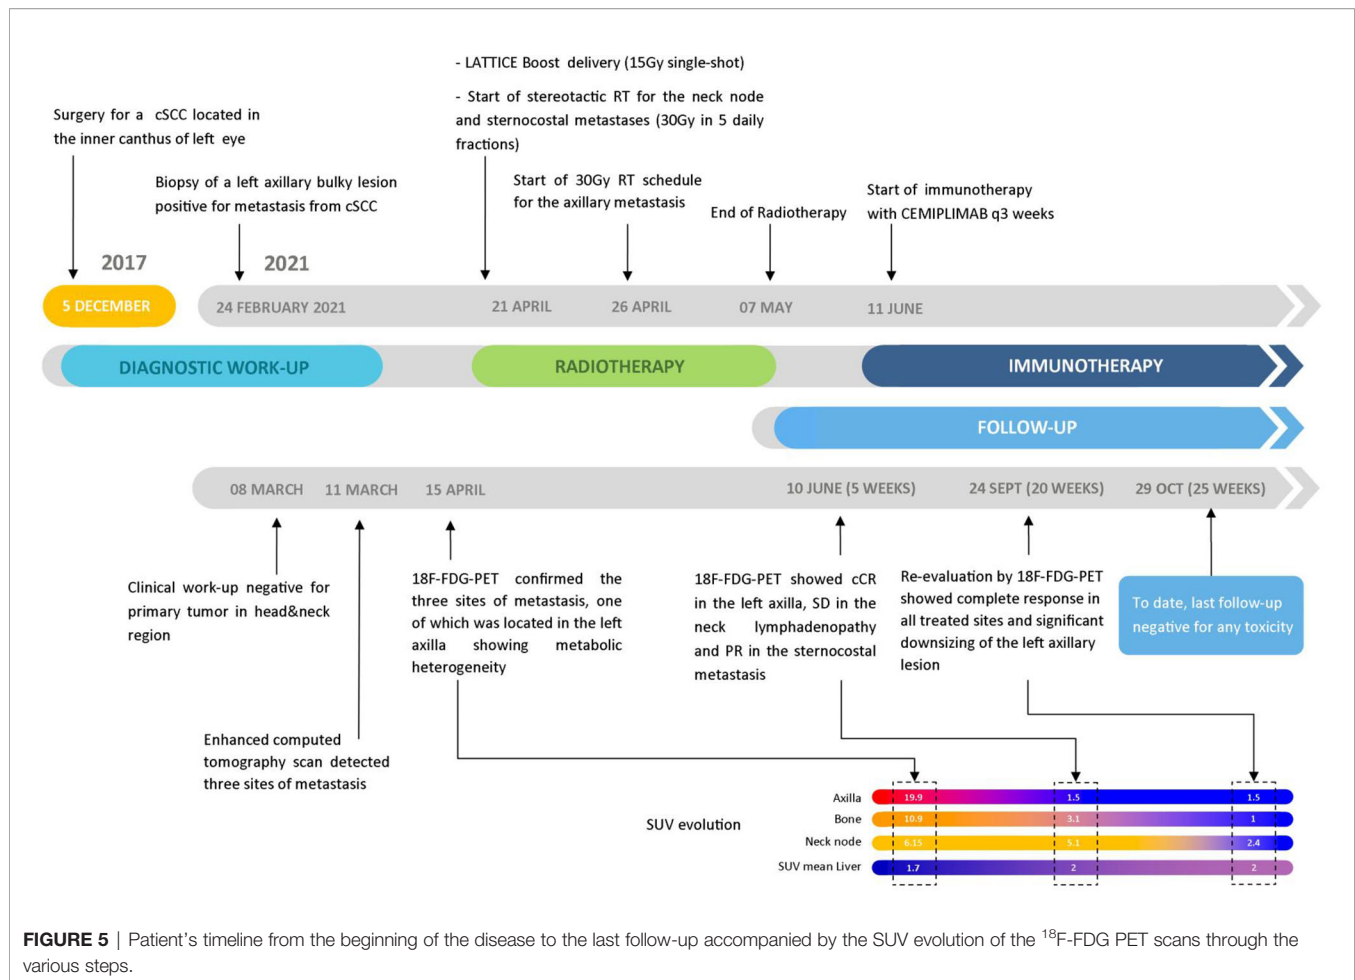 - LATTICE Boost delivery (15Gy single-shot)
- Start of stereotactic RT for the neck node
and sternocostal metastases (30Gy in 5 daily
fractions)
Surgery for a cSCC located in
the inner canthus of left eye
Biopsy of a left axillary bulky lesion
positive for metastasis from cSCC
Start of 30Gy RT schedule
for the axillary metastasis
End of Radiotherapy
Start of immunotherapy
with CEMIPLIMAB q3 weeks
2017
2021
5 DECEMBER
24 FEBRUARY 2021
21 APRIL
26 APRIL
07 MAY
11 JUNE
DIAGNOSTIC WORK-UP
RADIOTHERAPY
IMMUNOTHERAPY
FOLLOW-UP
08 MARCH
11 MARCH
15 APRIL
10 JUNE (5 WEEKS)
24 SEPT (20 WEEKS)
29 OCT (25 WEEKS)
Clinical work-up negative for
primary tumor in head&neck
region
Enhanced computed
tomography scan detected
three sites of metastasis
18F-FDG-PET confirmed the
three sites of metastasis, one
of which was located in the left
axilla showing metabolic
heterogeneity
18F-FDG-PET showed cCR
in the left axilla, SD in the
neck lymphadenopathy
and PR in the sternocostal
metastasis
Re-evaluation by 18F-FDG-PET
showed complete response in
all treated sites and significant
downsizing of the left axillary
lesion
To date, last follow-up
negative for any toxicity
SUV evolution
Axilla 19.9 1.5 1.5
Bone 10.9 3.1 1
Neck node 6.15 5.1 2.4
SUV mean Liver 1.7 2 2
FIGURE 5 | Patient's timeline from the beginning of the disease to the last follow-up accompanied by the SUV evolution of the ¹⁸F-FDG PET scans through the
various steps.